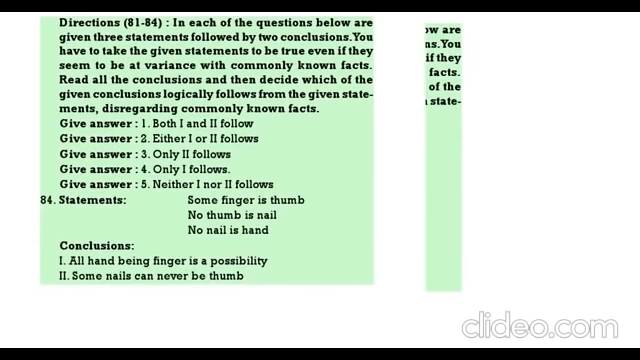 Directions (81-84) : In each of the questions below are
given three statements followed by two conclusions.You
have to take the given statements to be true even if they
seem to be at variance with commonly known facts.
Read all the conclusions and then decide which of the
given conclusions logically follows from the given state-
ments, disregarding commonly known facts.
Give answer : 1. Both I and II follow
Give answer : 2. Either I or II follows
Give answer : 3. Only II follows
Give answer : 4. Only I follows.
Give answer : 5. Neither I nor II follows
84. Statements: Some finger is thumb
No thumb is nail
No nail is hand
Conclusions:
I. All hand being finger is a possibility
II. Some nails can never be thumb
ow are
ns.You
if they
facts.
of the
state-
clideo.com